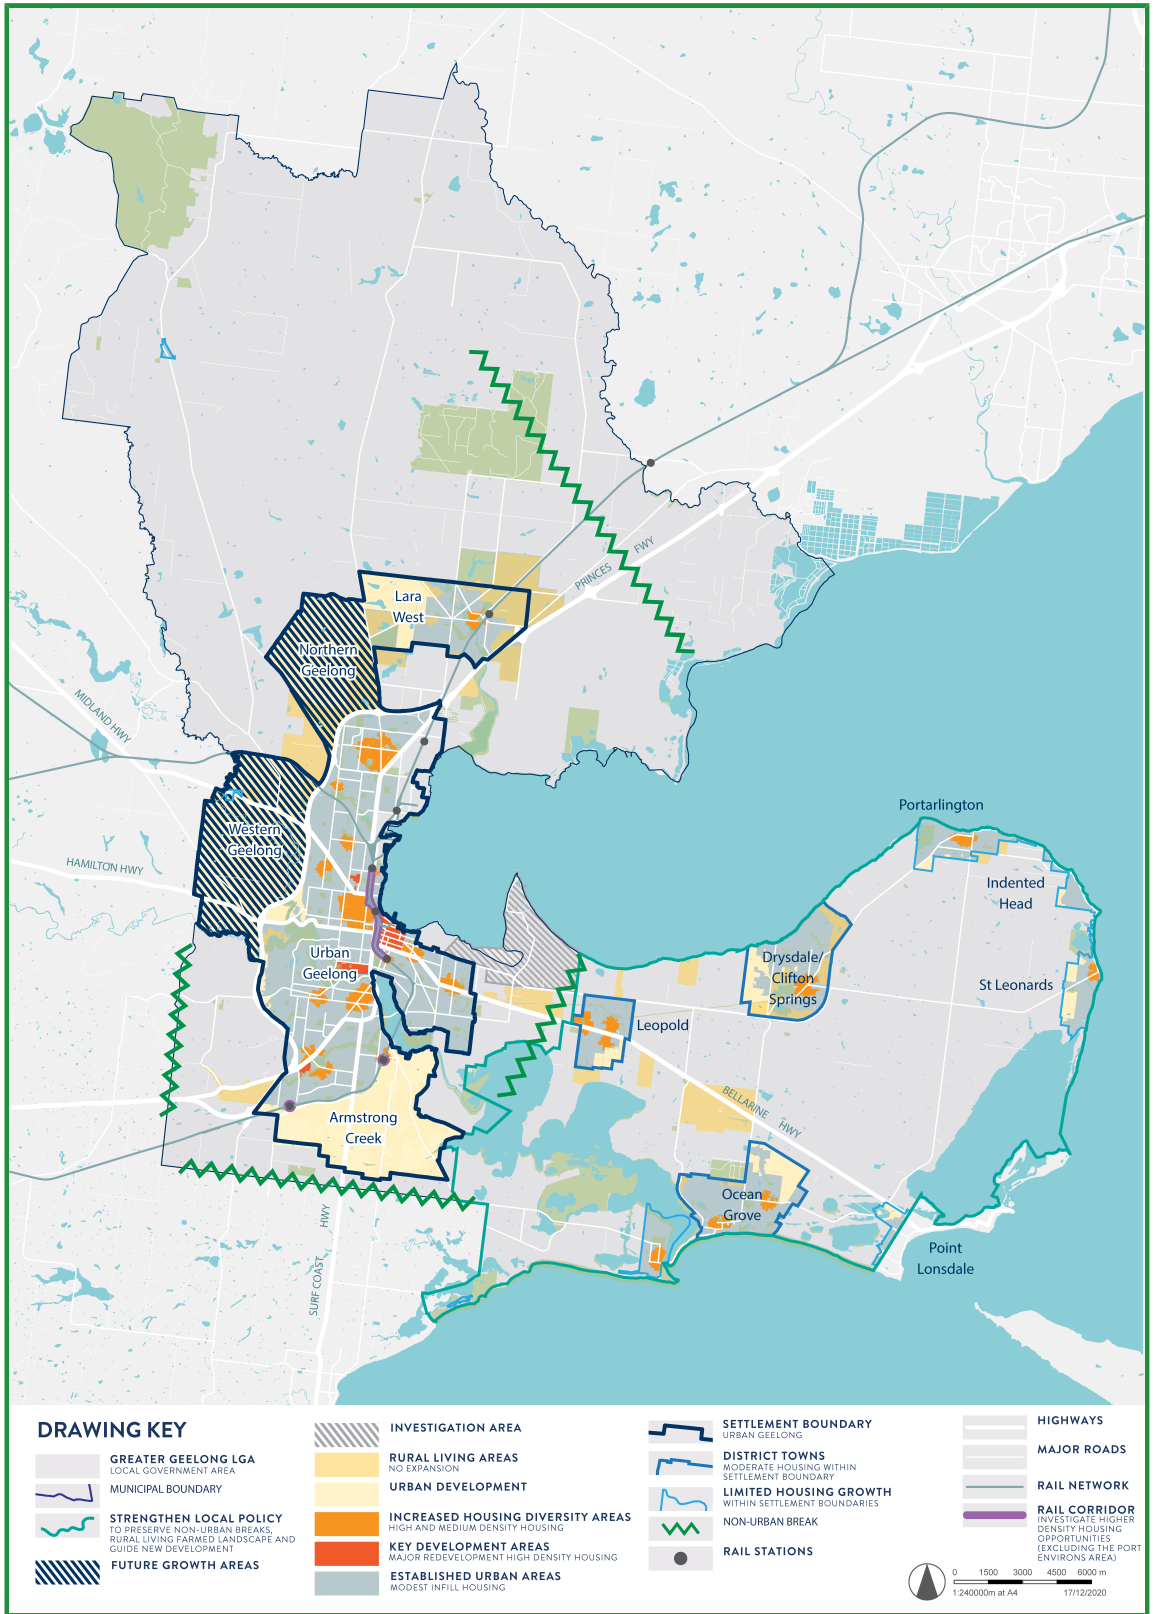 Lara
West
PRINCES FWY
Northern
Geelong
MIDLAND HWY
Western
Geelong
HAMILTON HWY
Portarlington
Indented
Head
Urban
Geelong
Drysdale/
Clifton
Springs
St Leonards
Leopold
BELLARINE HWY
Armstrong
Creek
Ocean
Grove
SURF COAST HWY
Point
Lonsdale
DRAWING KEY
GREATER GEELONG LGA
LOCAL GOVERNMENT AREA
MUNICIPAL BOUNDARY
STRENGTHEN LOCAL POLICY
TO PRESERVE NON-URBAN BREAKS,
RURAL LIVING FARMED LANDSCAPE AND
GUIDE NEW DEVELOPMENT
FUTURE GROWTH AREAS
INVESTIGATION AREA
RURAL LIVING AREAS
NO EXPANSION
URBAN DEVELOPMENT
INCREASED HOUSING DIVERSITY AREAS
HIGH AND MEDIUM DENSITY HOUSING
KEY DEVELOPMENT AREAS
MAJOR REDEVELOPMENT HIGH DENSITY HOUSING
ESTABLISHED URBAN AREAS
MODEST INFILL HOUSING
SETTLEMENT BOUNDARY
URBAN GEELONG
DISTRICT TOWNS
MODERATE HOUSING WITHIN
SETTLEMENT BOUNDARY
LIMITED HOUSING GROWTH
WITHIN SETTLEMENT BOUNDARIES
NON-URBAN BREAK
RAIL STATIONS
HIGHWAYS
MAJOR ROADS
RAIL NETWORK
RAIL CORRIDOR
INVESTIGATE HIGHER
DENSITY HOUSING
OPPORTUNITIES
(EXCLUDING THE PORT
ENVIRONS AREA)
0 1500 3000 4500 6000 m
1:240000m at A4 17/12/2020